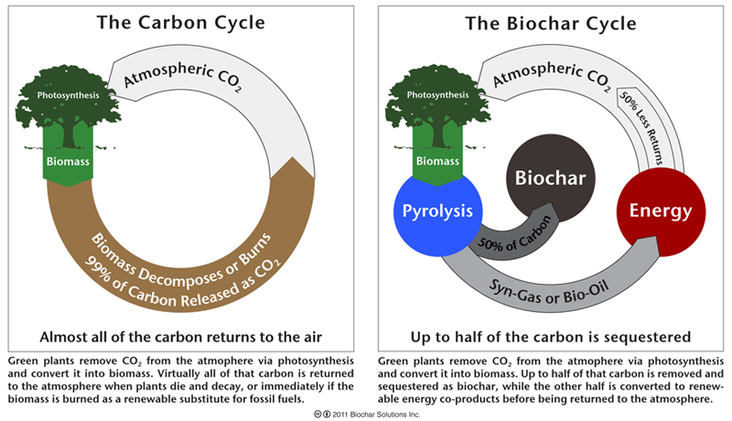 The Carbon Cycle
Atmospheric CO₂
Photosynthesis
Biomass
Biomass Decomposes or Burns
99% of Carbon Released as CO₂
Almost all of the carbon returns to the air
Green plants remove CO₂ from the atmophere via photosynthesis
and convert it into biomass. Virtually all of that carbon is returned
to the atmosphere when plants die and decay, or immediately if the
biomass is burned as a renewable substitute for fossil fuels.
The Biochar Cycle
Atmospheric CO₂
Photosynthesis
50% Less Returns
Biomass
Biochar
Pyrolysis
Energy
50% of Carbon
Syn-Gas or Bio-Oil
Up to half of the carbon is sequestered
Green plants remove CO₂ from the atmophere via photosynthesis
and convert it into biomass. Up to half of that carbon is removed and
sequestered as biochar, while the other half is converted to renew-
able energy co-products before being returned to the atmosphere.
2011 Biochar Solutions Inc.